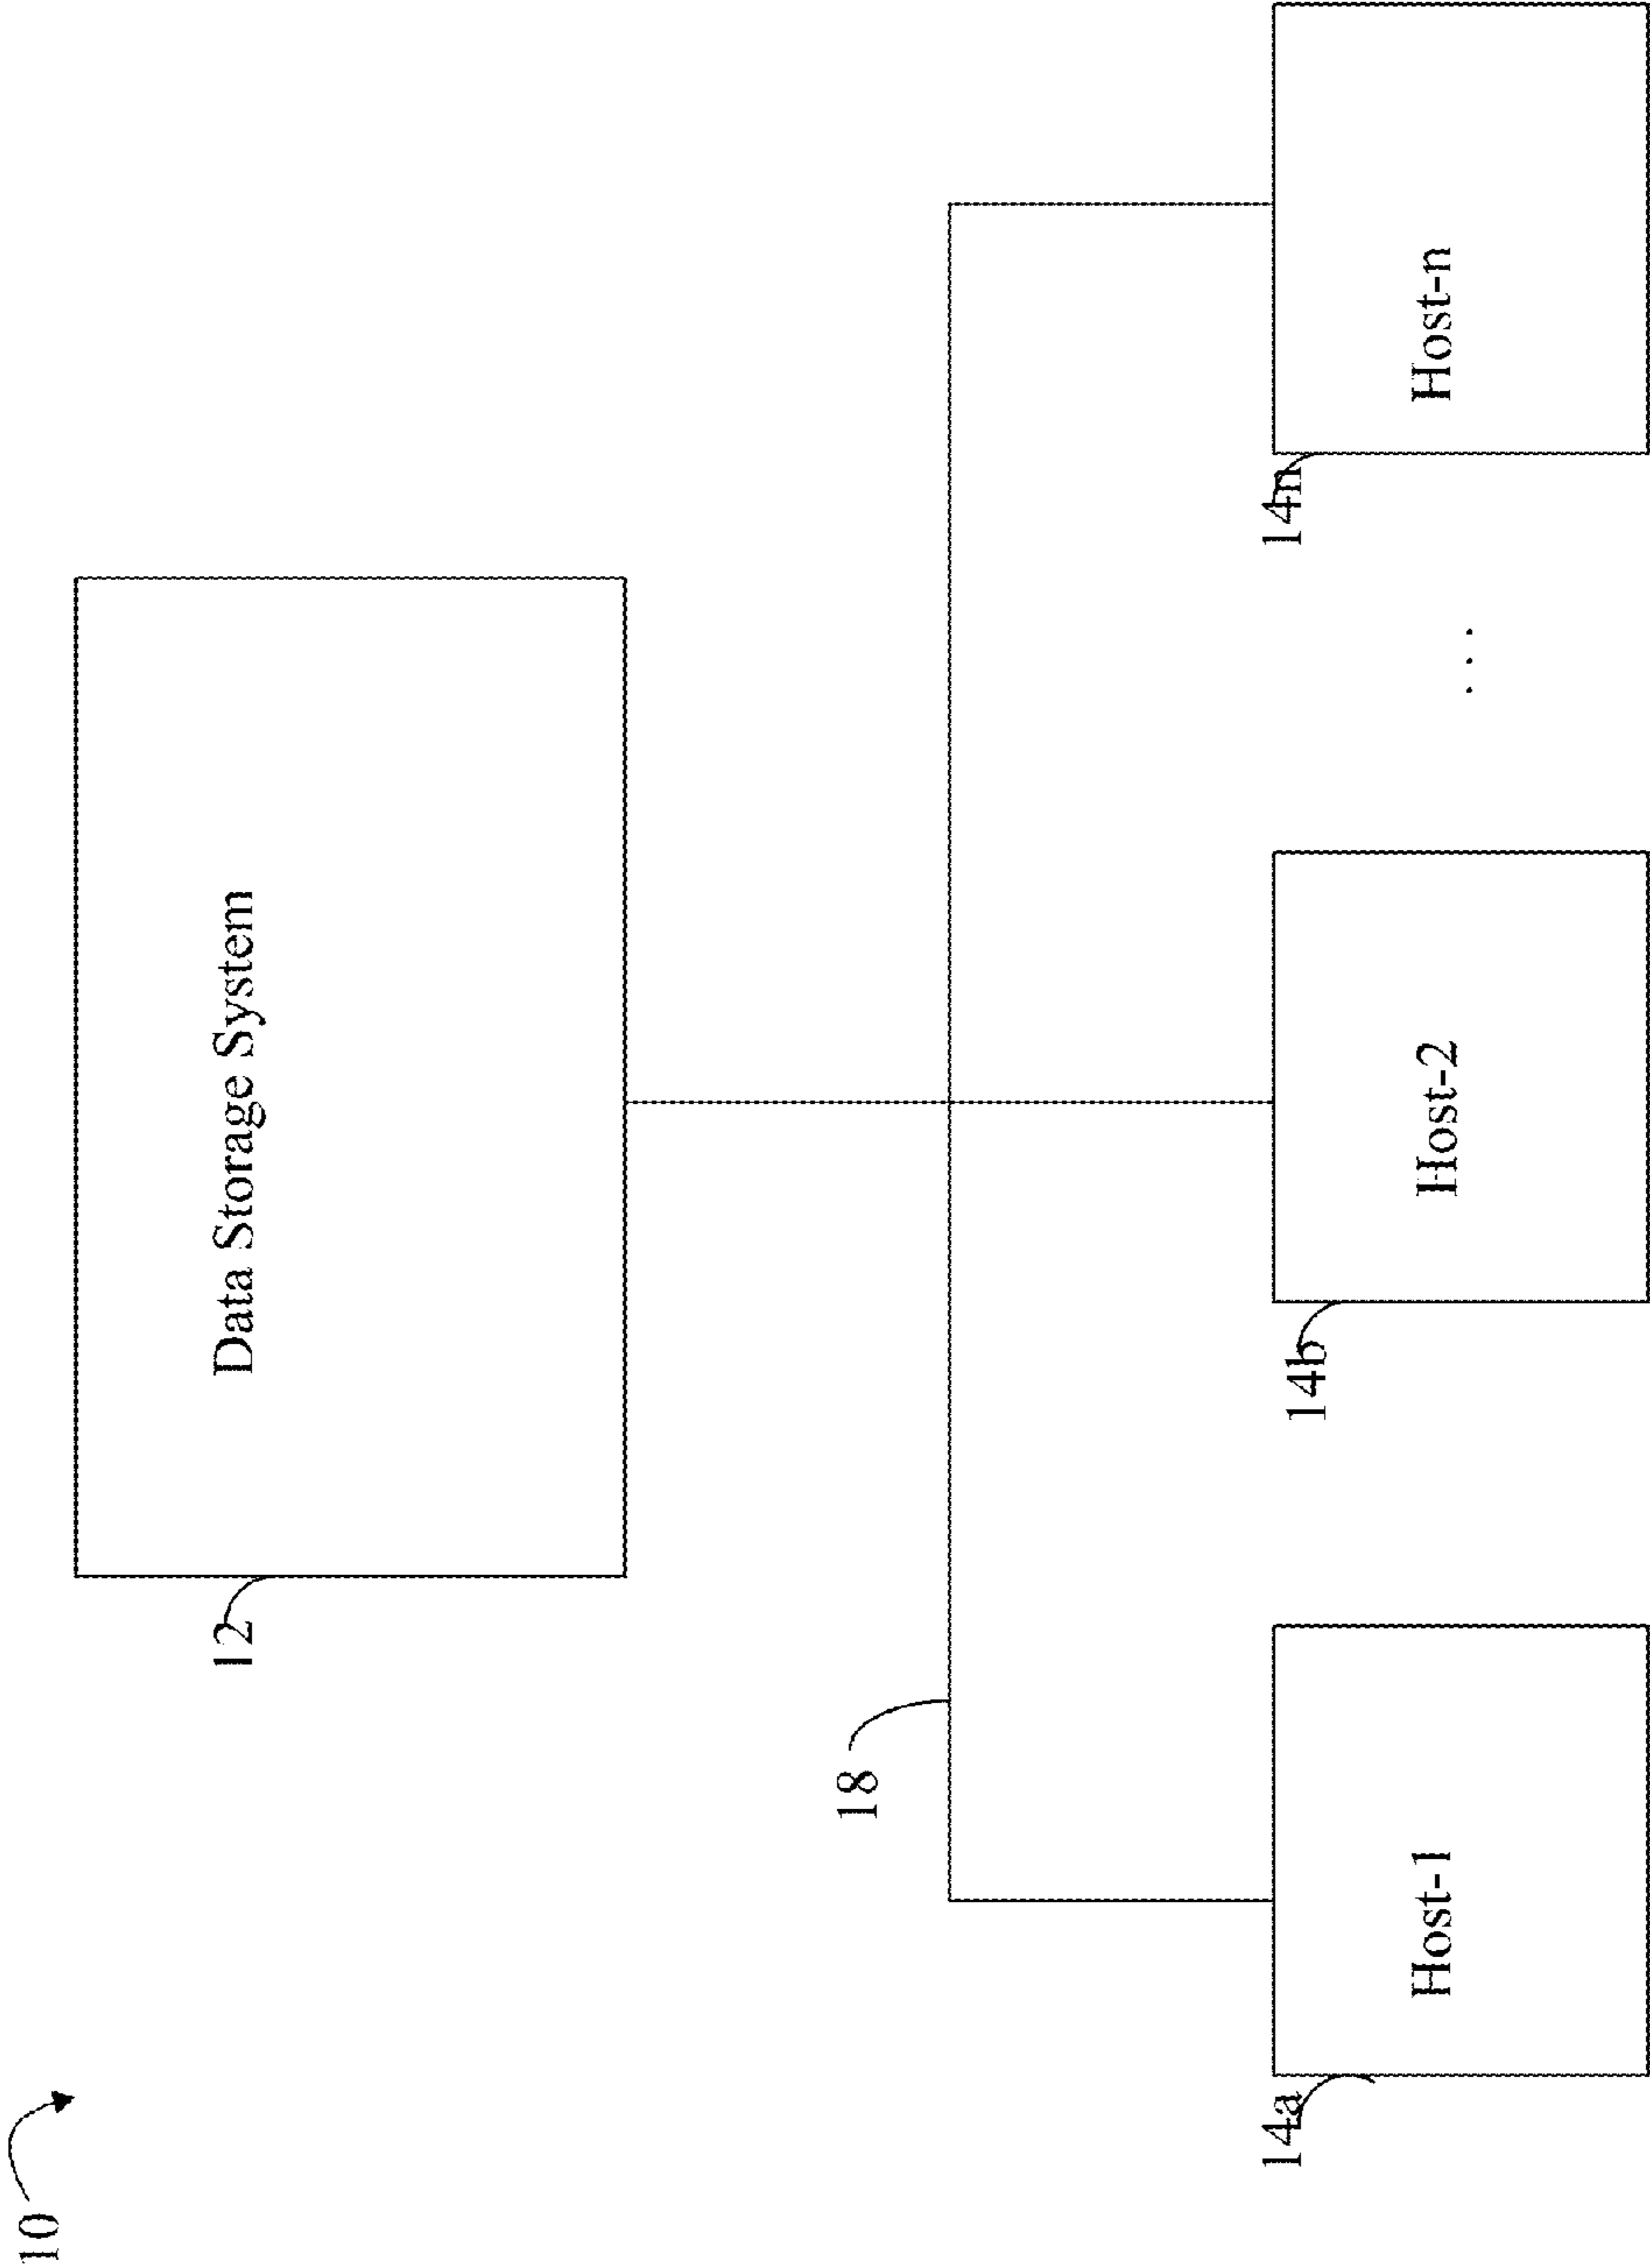 10
12
Data Storage System
18
14a
Host-1
14b
Host-2
...
14n
Host-n